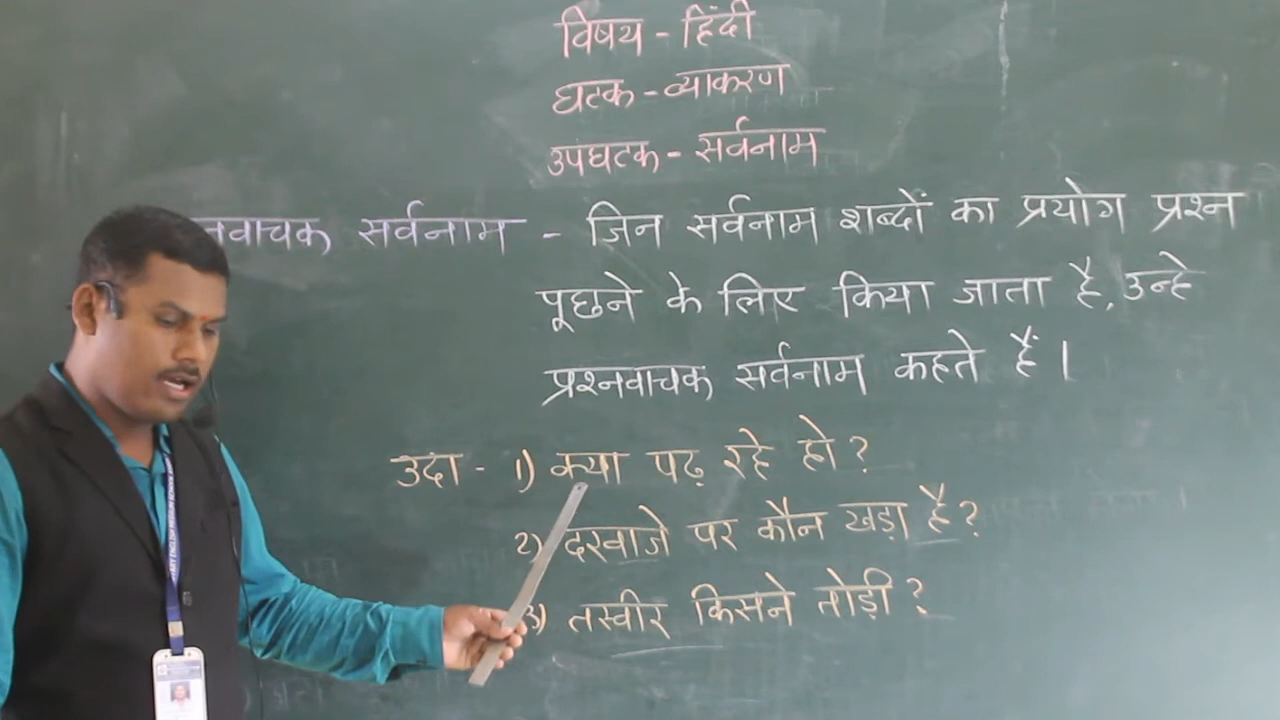 विषय - हिंदी
घटक - व्याकरण
उपघटक - सर्वनाम
नवाचक सर्वनाम - जिन सर्वनाम शब्दों का प्रयोग प्रश्न
पूछने के लिए किया जाता है, उन्हे
प्रश्नवाचक सर्वनाम कहते हैं ।
उदा - 1) क्या पढ़ रहे हो ?
2) दरवाजे पर कौन खड़ा है ?
3) तस्वीर किसने तोड़ी ?